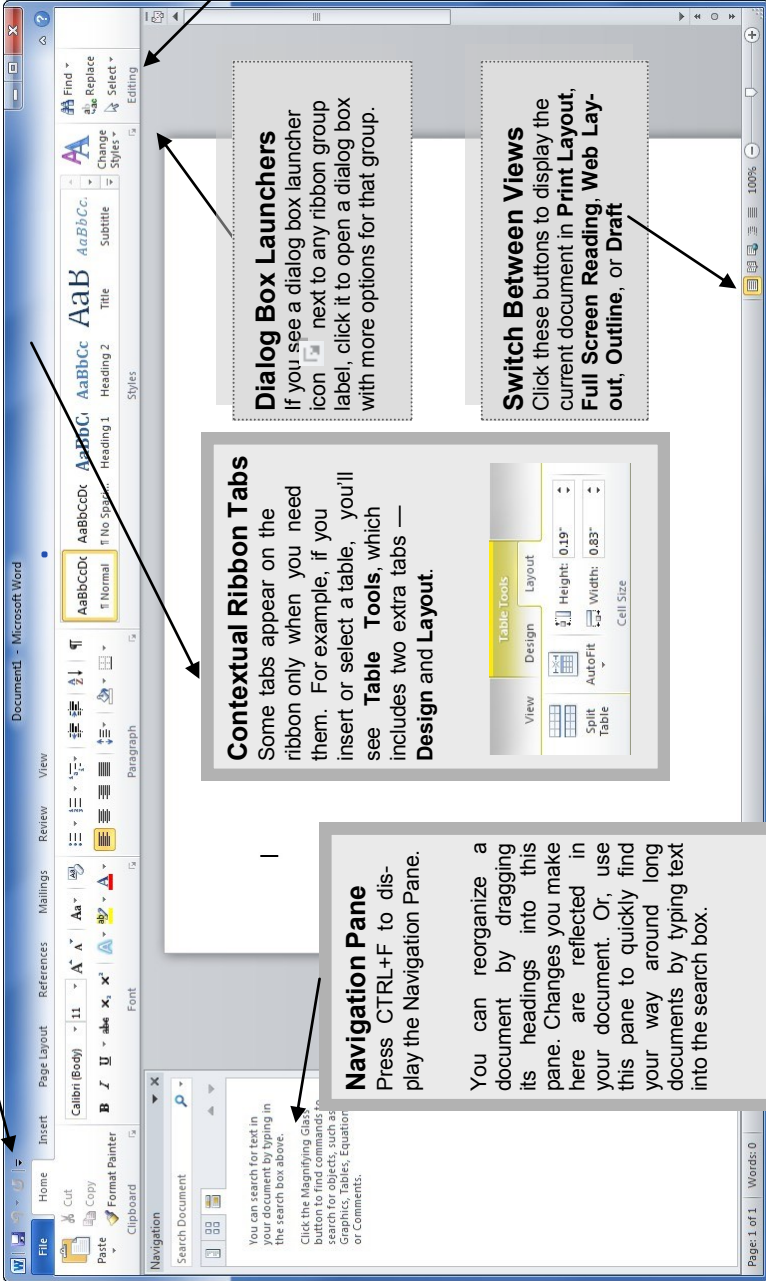 Document1 - Microsoft Word
File Home Insert Page Layout References Mailings Review View
Cut
Copy
Format Painter
Paste
Clipboard
Calibri (Body) 11
Font
Paragraph
AaBbCcDc AaBbCcDc AaBbC AaBbCc AaB AaBbCc.
¶ Normal ¶ No Spaci... Heading 1 Heading 2 Title Subtitle
Change
Styles
Styles
Find
Replace
Select
Editing
Navigation
Search Document
You can search for text in
your document by typing in
the search box above.
Click the Magnifying Glass
button to find commands to
search for objects, such as
Graphics, Tables, Equation
or Comments.
Navigation Pane
Press CTRL+F to dis-
play the Navigation Pane.
You can reorganize a
document by dragging
its headings into this
pane. Changes you make
here are reflected in
your document. Or, use
this pane to quickly find
your way around long
documents by typing text
into the search box.
Contextual Ribbon Tabs
Some tabs appear on the
ribbon only when you need
them. For example, if you
insert or select a table, you’ll
see Table Tools, which
includes two extra tabs —
Design and Layout.
Table Tools
View Design Layout
Split
Table
AutoFit
Height: 0.19"
Width: 0.83"
Cell Size
Dialog Box Launchers
If you see a dialog box launcher
icon next to any ribbon group
label, click it to open a dialog box
with more options for that group.
Switch Between Views
Click these buttons to display the
current document in Print Layout,
Full Screen Reading, Web Lay-
out, Outline, or Draft
Page: 1 of 1 Words: 0
100%